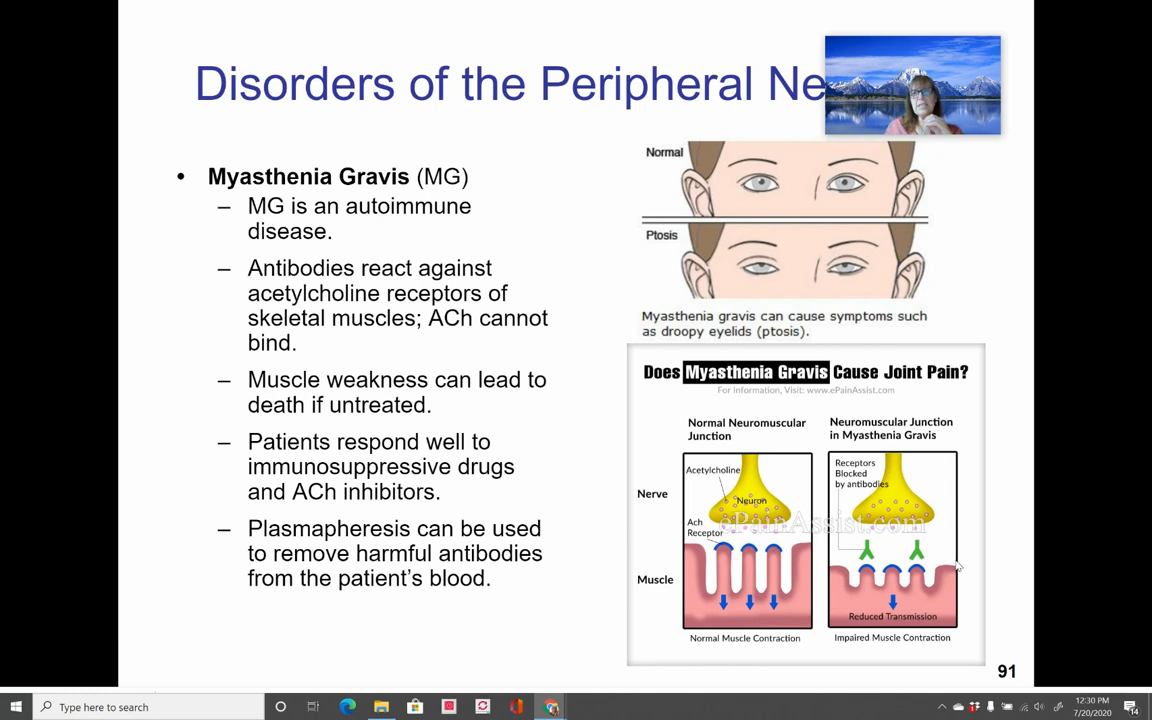 Disorders of the Peripheral Ne
• Myasthenia Gravis (MG)
– MG is an autoimmune
disease.
– Antibodies react against
acetylcholine receptors of
skeletal muscles; ACh cannot
bind.
– Muscle weakness can lead to
death if untreated.
– Patients respond well to
immunosuppressive drugs
and ACh inhibitors.
– Plasmapheresis can be used
to remove harmful antibodies
from the patient’s blood.
Normal
Ptosis
Myasthenia gravis can cause symptoms such
as droopy eyelids (ptosis).
Does Myasthenia Gravis Cause Joint Pain?
For Information, Visit: www.ePainAssist.com
Normal Neuromuscular
Junction
Neuromuscular Junction
in Myasthenia Gravis
Acetylcholine
Receptors
Blocked
by antibodies
Nerve
Neuron
ePainAssist.com
Ach
Receptor
Muscle
Reduced Transmission
Normal Muscle Contraction
Impaired Muscle Contraction
91
Type here to search
12:30 PM
7/20/2020
14